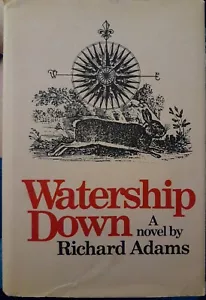 Watership
Down A
novel by
Richard Adams